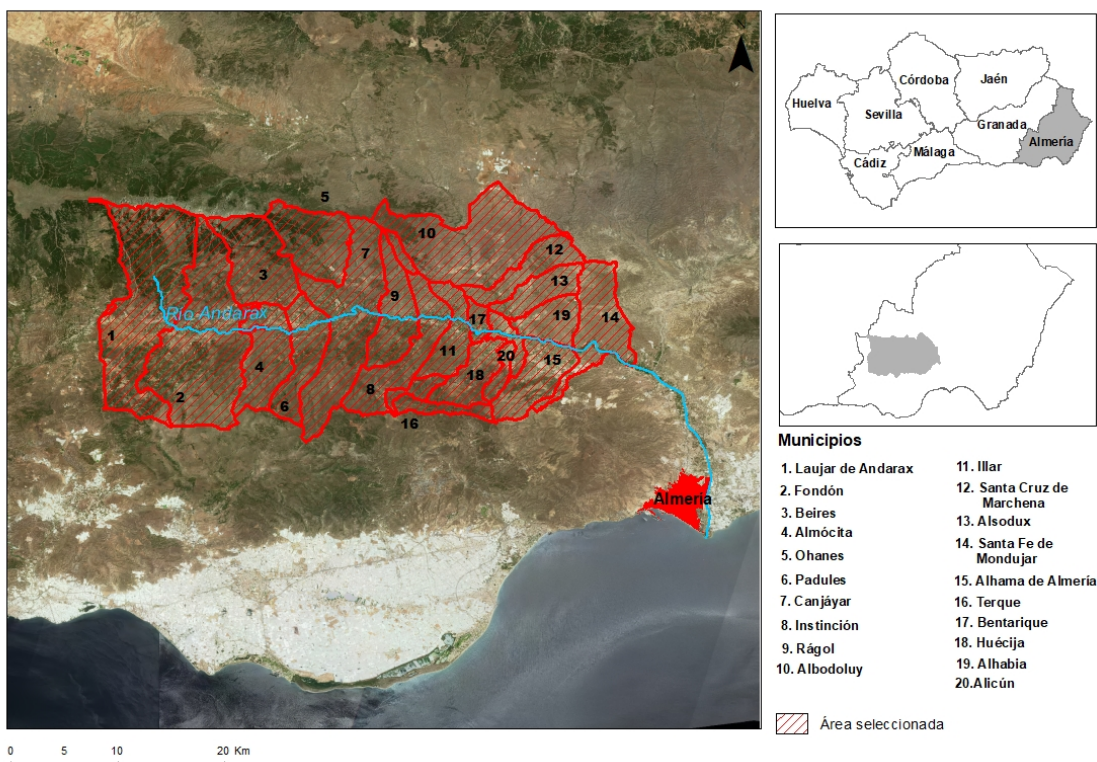 5
10
7
12
3
13
9
Río Andarax
19
14
17
1
11
20
15
4
18
2
8
6
16
Almería
0 5 10 20 Km
Córdoba
Jaén
Huelva
Sevilla
Granada
Almería
Málaga
Cádiz
Municipios
1. Laujar de Andarax
2. Fondón
3. Beires
4. Almócita
5. Ohanes
6. Padules
7. Canjáyar
8. Instinción
9. Rágol
10. Albodoluy
11. Illar
12. Santa Cruz de
Marchena
13. Alsodux
14. Santa Fe de
Mondujar
15. Alhama de Almería
16. Terque
17. Bentarique
18. Huécija
19. Alhabia
20.Alicún
Área seleccionada